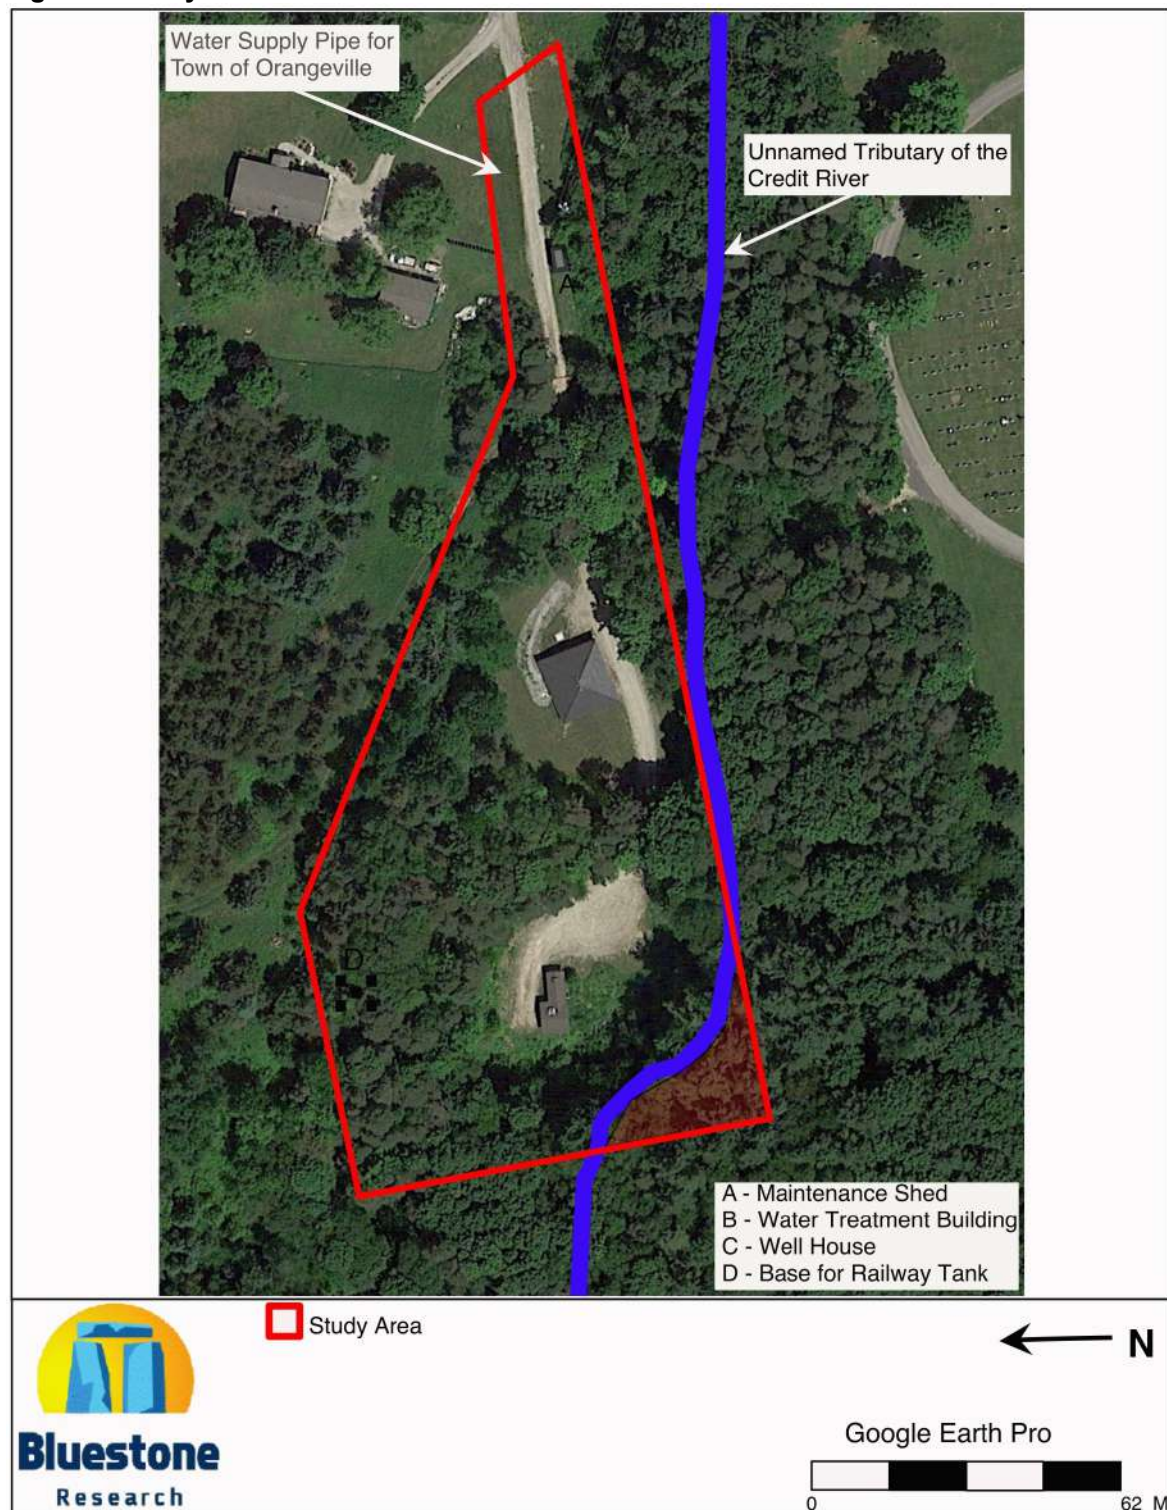 Water Supply Pipe for
Town of Orangeville
Unnamed Tributary of the
Credit River
A
D
A - Maintenance Shed
B - Water Treatment Building
C - Well House
D - Base for Railway Tank
Study Area
N
Bluestone
Research
Google Earth Pro
0 62 M